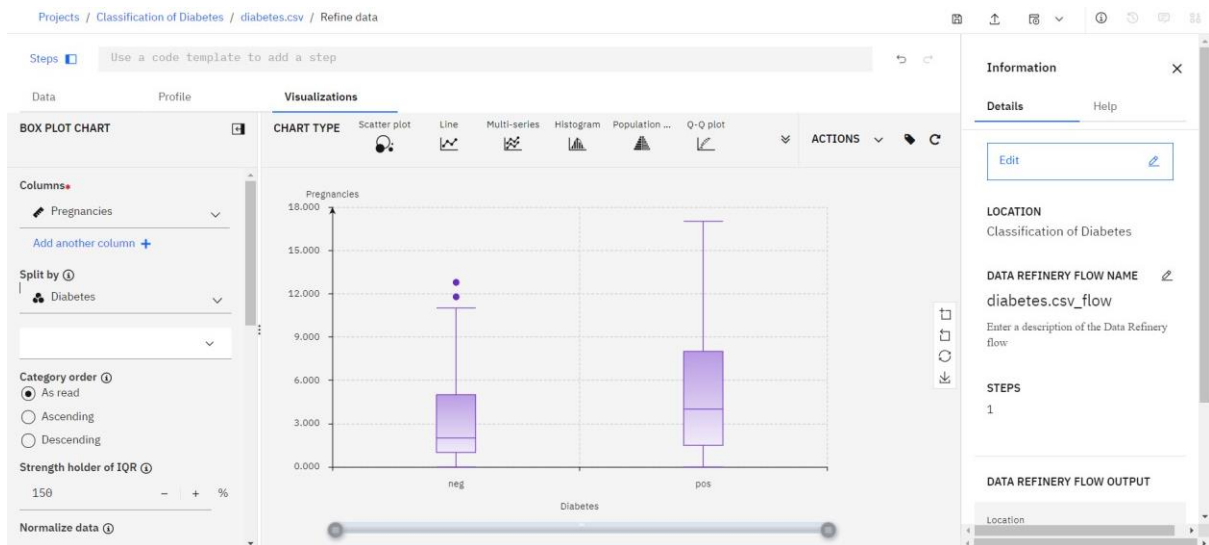 Projects / Classification of Diabetes / diabetes.csv / Refine data
Steps Use a code template to add a step
Data Profile Visualizations
BOX PLOT CHART
Columns
Pregnancies
Add another column +
Split by
Diabetes
Category order
As read
Ascending
Descending
Strength holder of IQR
150 - + %
Normalize data
CHART TYPE Scatter plot Line Multi-series Histogram Population ... Q-Q plot ACTIONS
Pregnancies
18.000
15.000
12.000
9.000
6.000
3.000
0.000
neg pos
Diabetes
Information
Details Help
Edit
LOCATION
Classification of Diabetes
DATA REFINERY FLOW NAME
diabetes.csv_flow
Enter a description of the Data Refinery
flow
STEPS
1
DATA REFINERY FLOW OUTPUT
Location